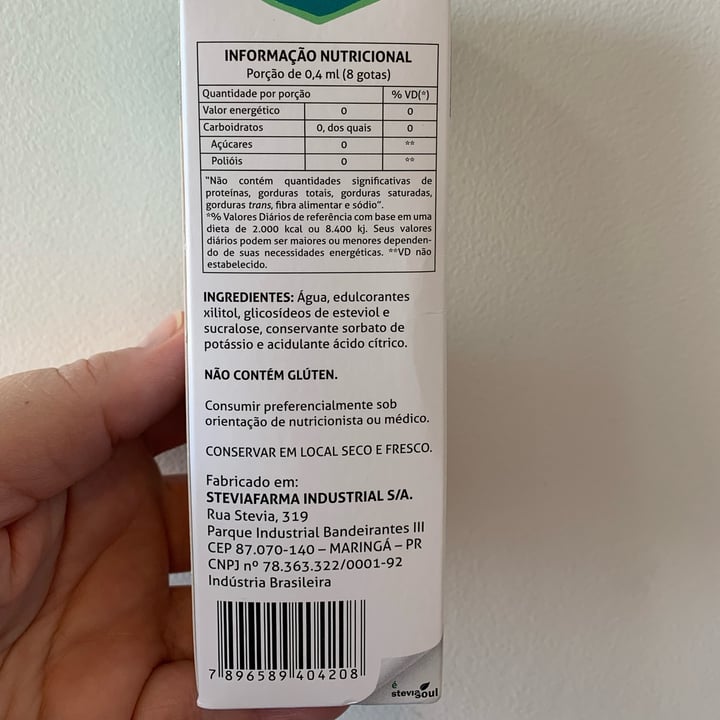 INFORMAÇÃO NUTRICIONAL
Porção de 0,4 ml (8 gotas)
Quantidade por porção % VD(*)
Valor energético 0 0
Carboidratos 0, dos quais 0
Açúcares 0 **
Polióis 0 **
"Não contém quantidades significativas de
proteínas, gorduras totais, gorduras saturadas,
gorduras trans, fibra alimentar e sódio".
*% Valores Diários de referência com base em uma
dieta de 2.000 kcal ou 8.400 kj. Seus valores
diários podem ser maiores ou menores dependen-
do de suas necessidades energéticas. **VD não
estabelecido.
INGREDIENTES: Água, edulcorantes
xilitol, glicosídeos de esteviol e
sucralose, conservante sorbato de
potássio e acidulante ácido cítrico.
NÃO CONTÉM GLÚTEN.
Consumir preferencialmente sob
orientação de nutricionista ou médico.
CONSERVAR EM LOCAL SECO E FRESCO.
Fabricado em:
STEVIAFARMA INDUSTRIAL S/A.
Rua Stevia, 319
Parque Industrial Bandeirantes III
CEP 87.070-140 – MARINGÁ – PR
CNPJ nº 78.363.322/0001-92
Indústria Brasileira
7 896589 404208
é
stevia soul